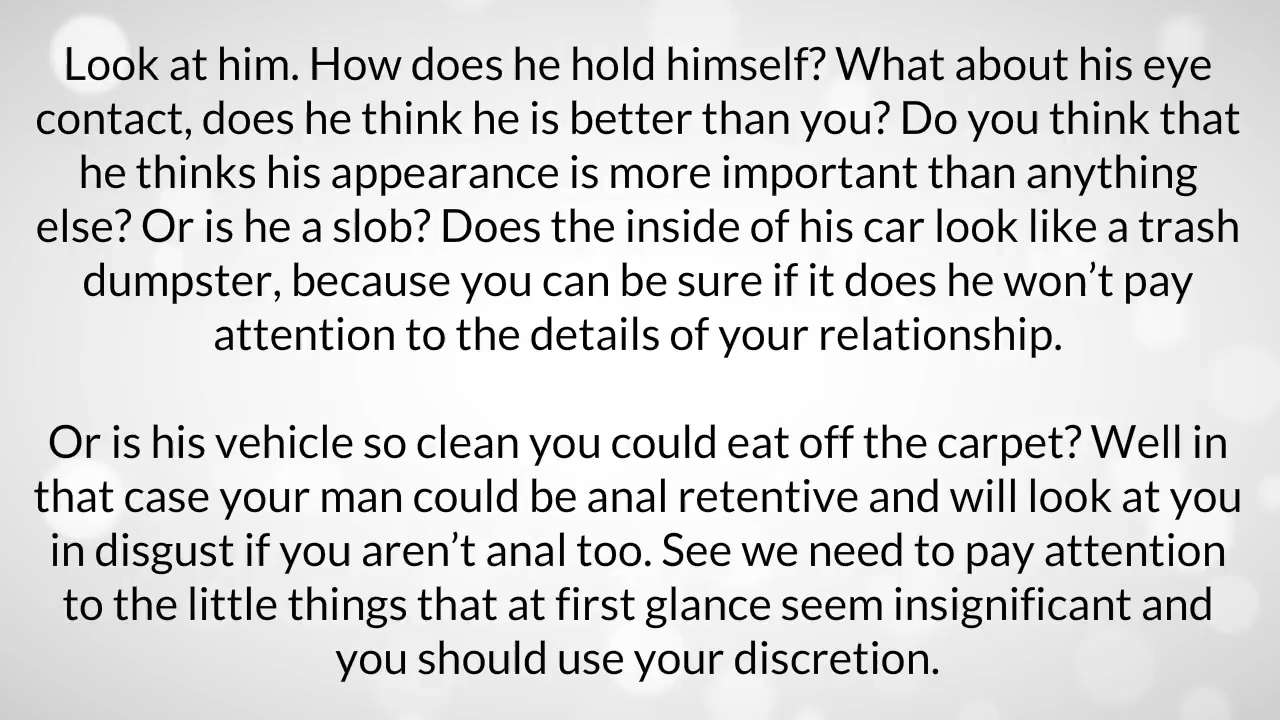 Look at him. How does he hold himself? What about his eye
contact, does he think he is better than you? Do you think that
he thinks his appearance is more important than anything
else? Or is he a slob? Does the inside of his car look like a trash
dumpster, because you can be sure if it does he won’t pay
attention to the details of your relationship.
Or is his vehicle so clean you could eat off the carpet? Well in
that case your man could be anal retentive and will look at you
in disgust if you aren’t anal too. See we need to pay attention
to the little things that at first glance seem insignificant and
you should use your discretion.